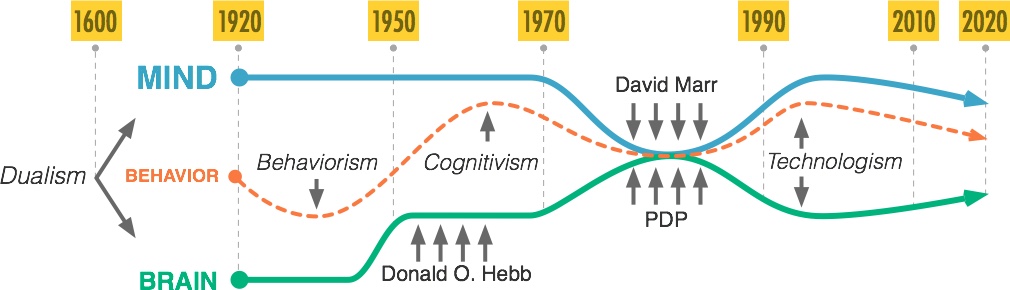 1600
1920
1950
1970
1990
2010
2020
MIND
David Marr
Dualism
BEHAVIOR
Behaviorism
Cognitivism
Technologism
PDP
BRAIN
Donald O. Hebb